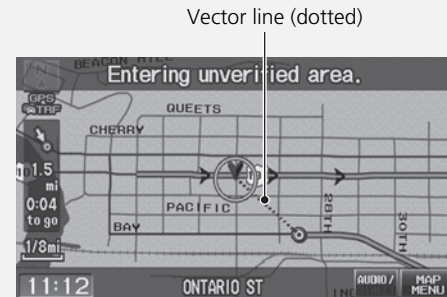 Vector line (dotted)
BEACON HILL
Entering unverified area.
N
GPS
TRF
QUEETS
CHERRY
1.5
mi
0:04
to go
PACIFIC
BAY
28TH
30TH
1/8mi
11:12
ONTARIO ST
AUDIO/
MAP
MENU